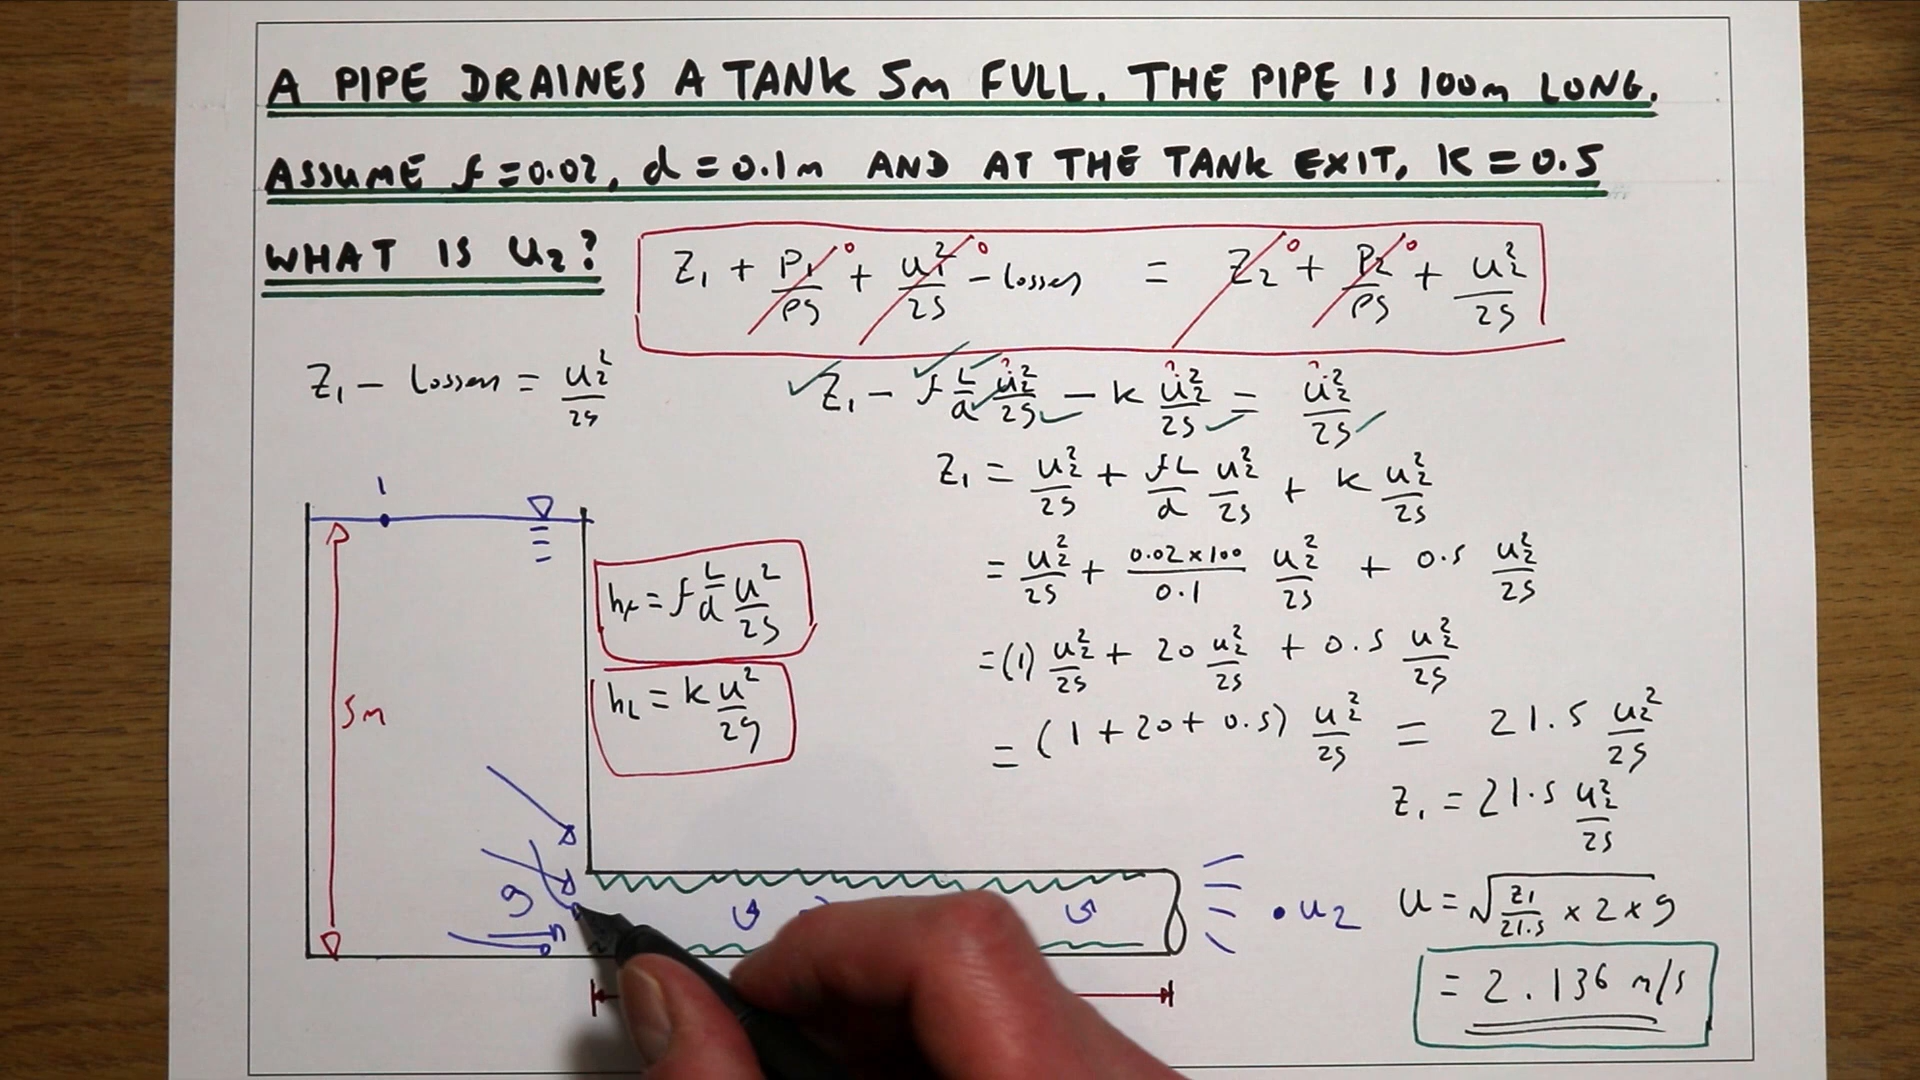 A PIPE DRAINES A TANK 5m FULL. THE PIPE IS 100m LONG.
ASSUME f=0.02, d=0.1m AND AT THE TANK EXIT, K=0.5
WHAT IS U₂?
Z₁ + P₁/ρg⁰ + u₁²/2g⁰ - losses = Z₂⁰ + P₂/ρg⁰ + u₂²/2g
Z₁ - Losses = u₂²/2g
Z₁ - f L/d u₂²/2g - k u₂²/2g = u₂²/2g
Z₁ = u₂²/2g + fL/d u₂²/2g + k u₂²/2g
= u₂²/2g + 0.02×100/0.1 u₂²/2g + 0.5 u₂²/2g
= (1) u₂²/2g + 20 u₂²/2g + 0.5 u₂²/2g
= (1+20+0.5) u₂²/2g = 21.5 u₂²/2g
Z₁ = 21.5 u₂²/2g
u = √(Z₁/21.5 × 2 × g)
= 2.136 m/s
1
hf = f L/d u²/2g
hL = k u²/2g
5m
u₂